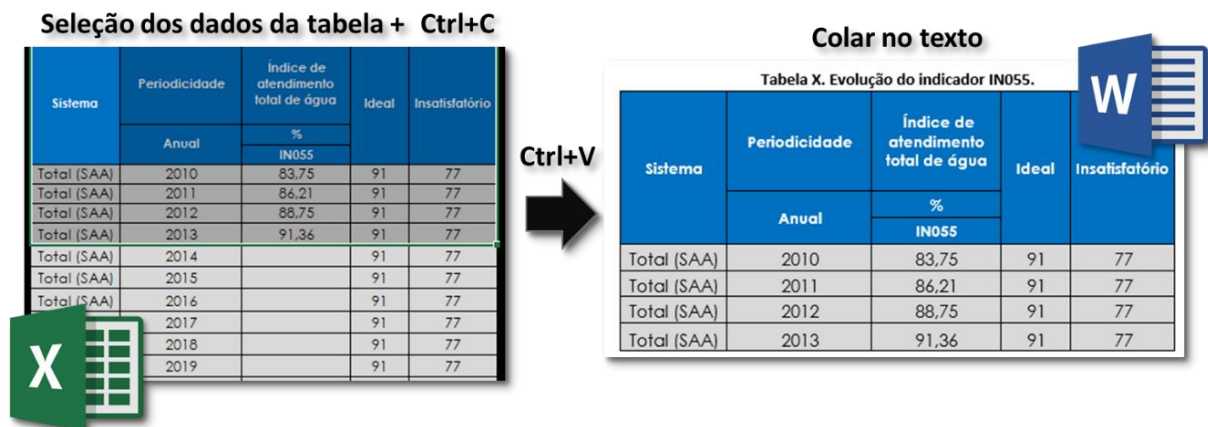 Seleção dos dados da tabela + Ctrl+C
Sistema Periodicidade Índice de atendimento total de água Ideal Insatisfatório
Anual %
IN055
Total (SAA) 2010 83,75 91 77
Total (SAA) 2011 86,21 91 77
Total (SAA) 2012 88,75 91 77
Total (SAA) 2013 91,36 91 77
Total (SAA) 2014 91 77
Total (SAA) 2015 91 77
Total (SAA) 2016 91 77
2017 91 77
2018 91 77
2019 91 77
X
Ctrl+V
Colar no texto
W
Tabela X. Evolução do indicador IN055.
Sistema Periodicidade Índice de atendimento total de água Ideal Insatisfatório
Anual %
IN055
Total (SAA) 2010 83,75 91 77
Total (SAA) 2011 86,21 91 77
Total (SAA) 2012 88,75 91 77
Total (SAA) 2013 91,36 91 77